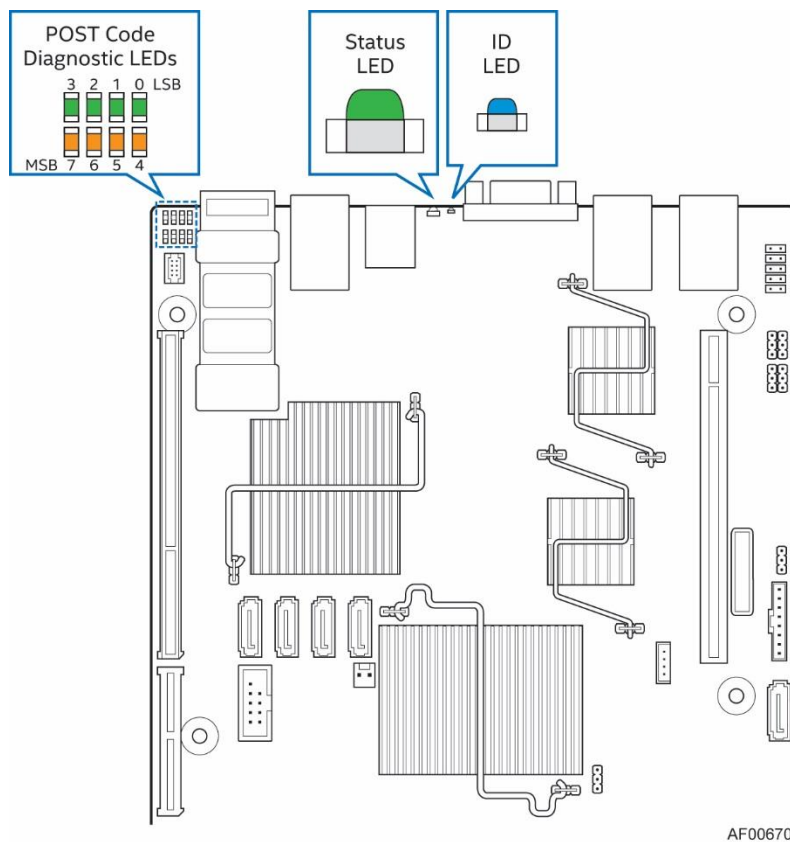 POST Code
Diagnostic LEDs
3 2 1 0 LSB
MSB 7 6 5 4
Status
LED
ID
LED
AF00670